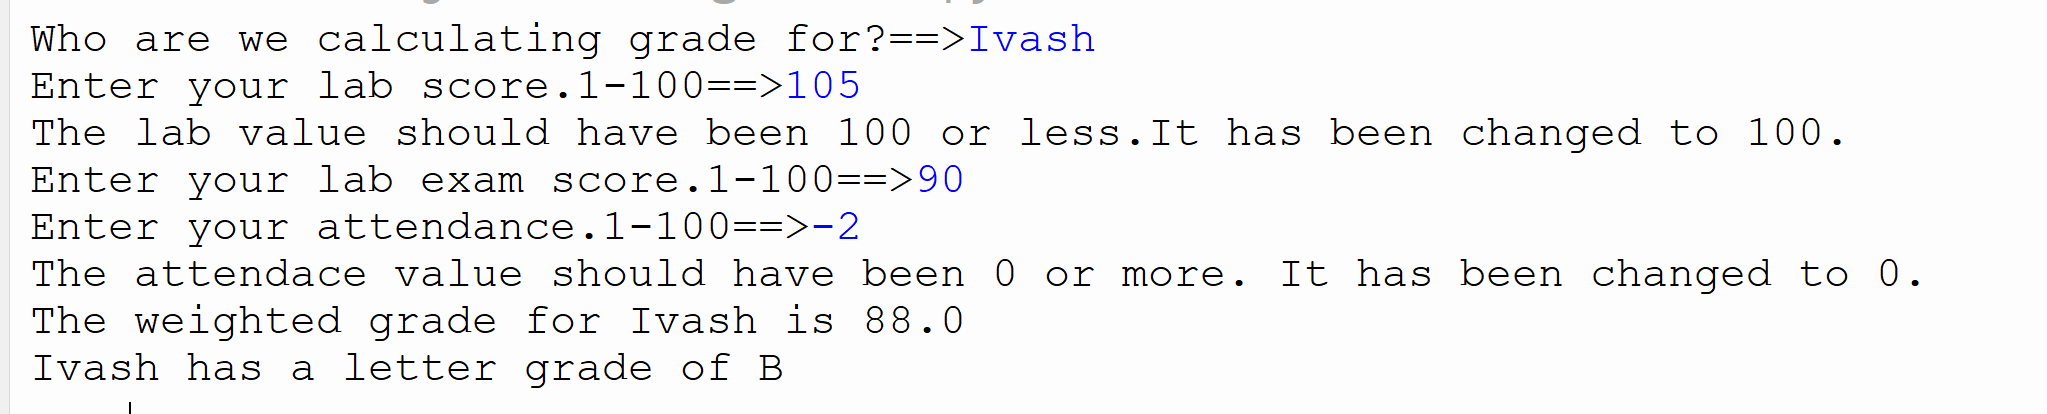 Who are we calculating grade for?==>Ivash
Enter your lab score.1-100==>105
The lab value should have been 100 or less.It has been changed to 100.
Enter your lab exam score.1-100==>90
Enter your attendance.1-100==>-2
The attendace value should have been 0 or more. It has been changed to 0.
The weighted grade for Ivash is 88.0
Ivash has a letter grade of B